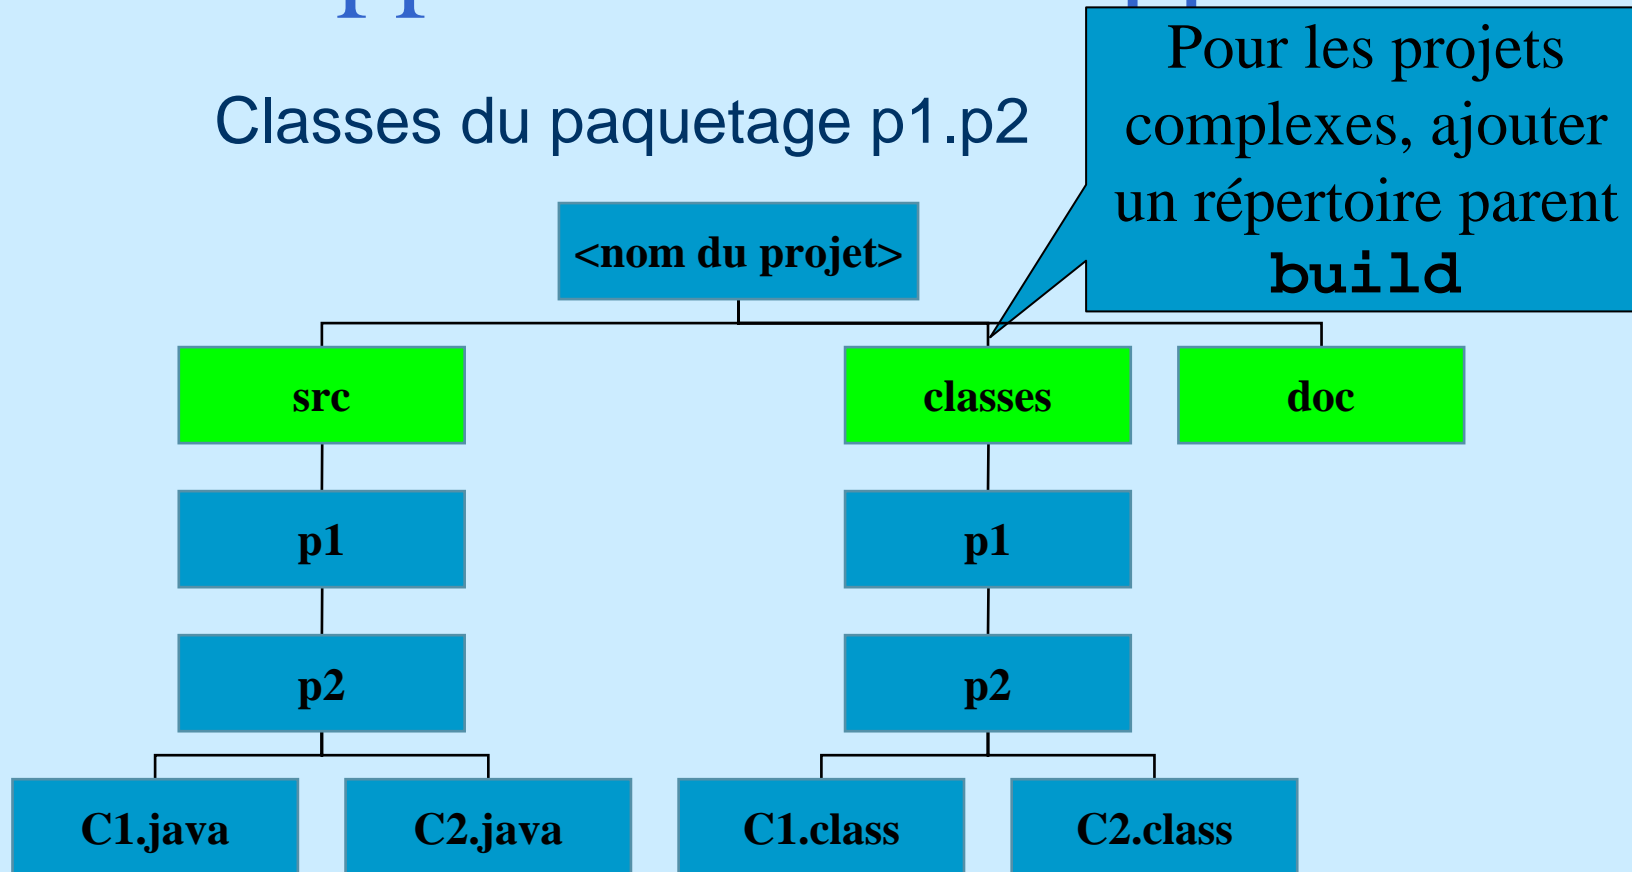 Pour les projets
complexes, ajouter
un répertoire parent
build
Classes du paquetage p1.p2
<nom du projet>
src
classes
doc
p1
p1
p2
p2
C1.java
C2.java
C1.class
C2.class